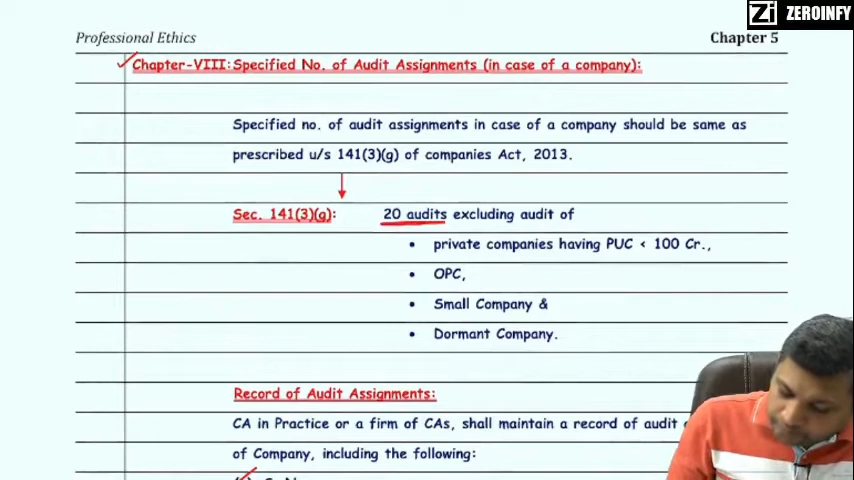 Zi ZEROINFY
Professional Ethics Chapter 5
Chapter-VIII: Specified No. of Audit Assignments (in case of a company):
Specified no. of audit assignments in case of a company should be same as
prescribed u/s 141(3)(g) of companies Act, 2013.
Sec. 141(3)(g): 20 audits excluding audit of
• private companies having PUC < 100 Cr.,
• OPC,
• Small Company &
• Dormant Company.
Record of Audit Assignments:
CA in Practice or a firm of CAs, shall maintain a record of audit
of Company, including the following: